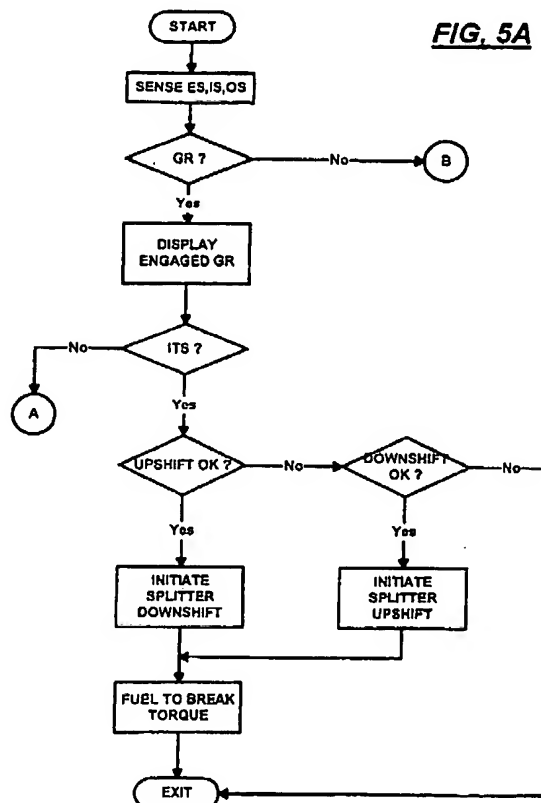 START
FIG, 5A
SENSE ES,IS,OS
GR ?
No
B
Yes
DISPLAY
ENGAGED GR
No
ITS ?
A
Yes
UPSHIFT OK ?
No
DOWNSHIFT
OK ?
No
Yes
Yes
INITIATE
SPLITTER
DOWNSHIFT
INITIATE
SPLITTER
UPSHIFT
FUEL TO BREAK
TORQUE
EXIT